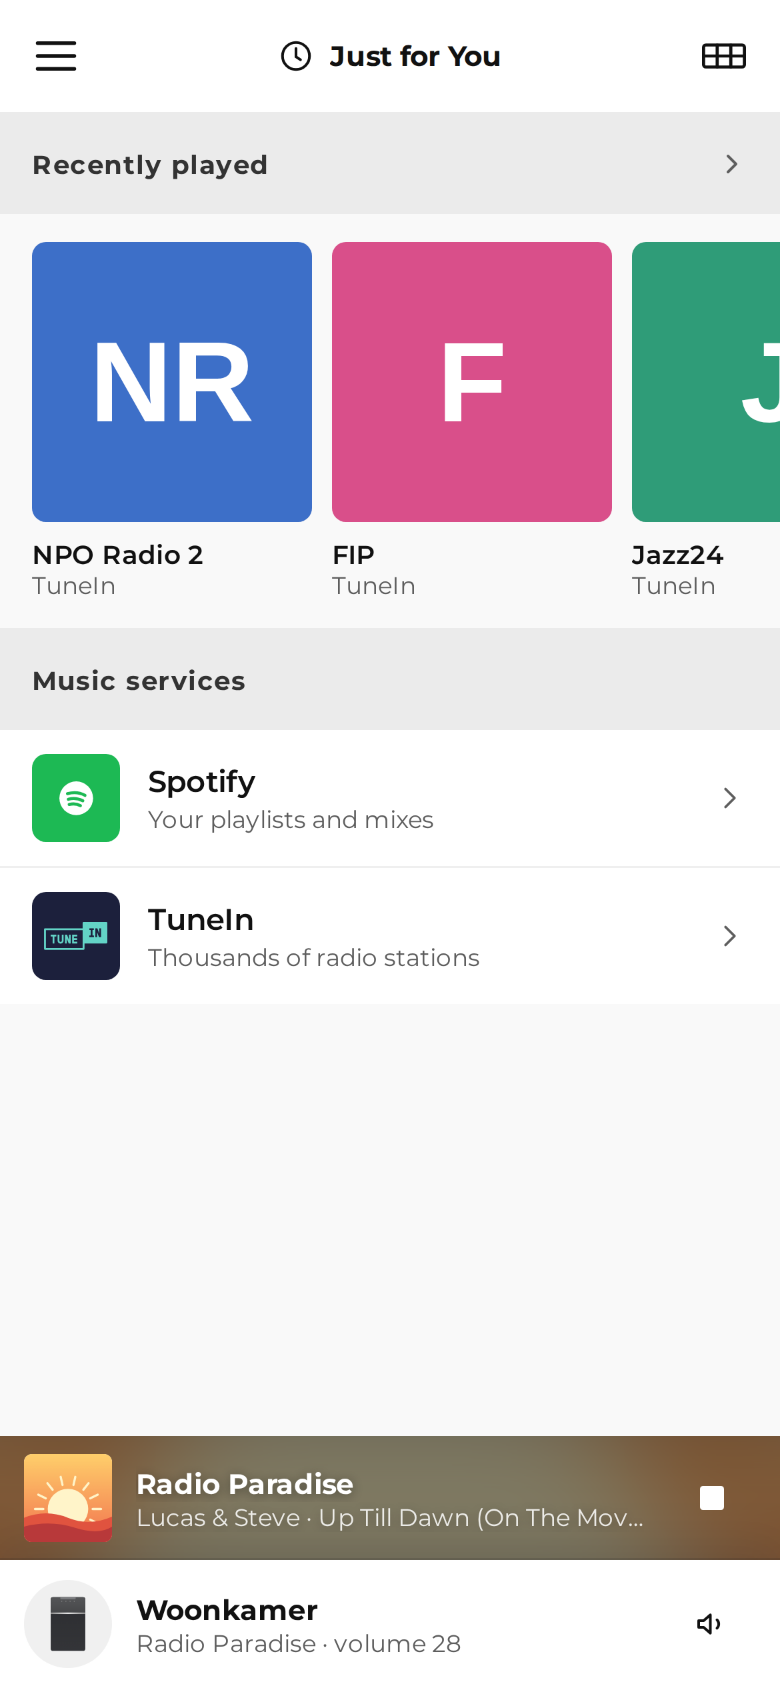 Just for You
Recently played
NR
F
J
NPO Radio 2
FIP
Jazz24
TuneIn
TuneIn
TuneIn
Music services
Spotify
Your playlists and mixes
TUNE IN
TuneIn
Thousands of radio stations
Radio Paradise
Lucas & Steve · Up Till Dawn (On The Mov...
Woonkamer
Radio Paradise · volume 28